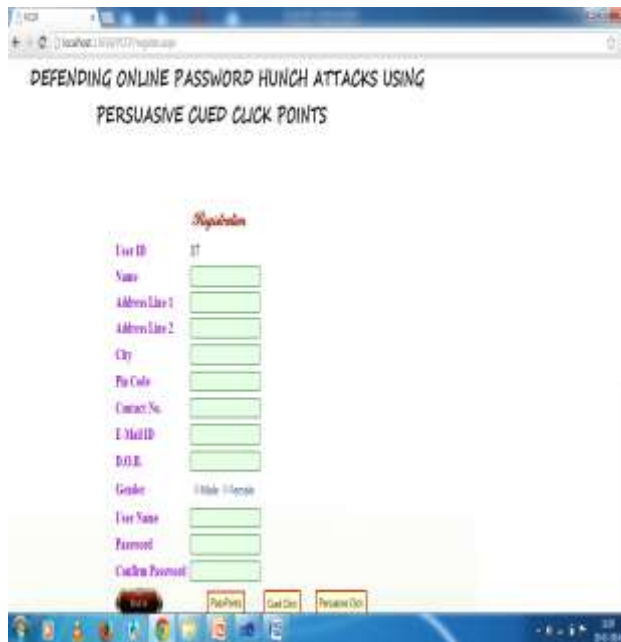 localhost
DEFENDING ONLINE PASSWORD HUNCH ATTACKS USING
PERSUASIVE CUED CLICK POINTS
Registration
User ID
Name
Address Line 1
Address Line 2
City
Pin Code
Contact No.
E-Mail ID
D.O.B.
Gender Male Female
User Name
Password
Confirm Password
PassPoints Cued Click Persuasive Click